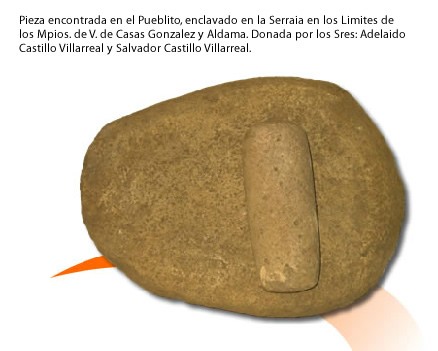 Pieza encontrada en el Pueblito, enclavado en la Serraia en los Limites de
los Mpios. de V. de Casas Gonzalez y Aldama. Donada por los Sres: Adelaido
Castillo Villarreal y Salvador Castillo Villarreal.